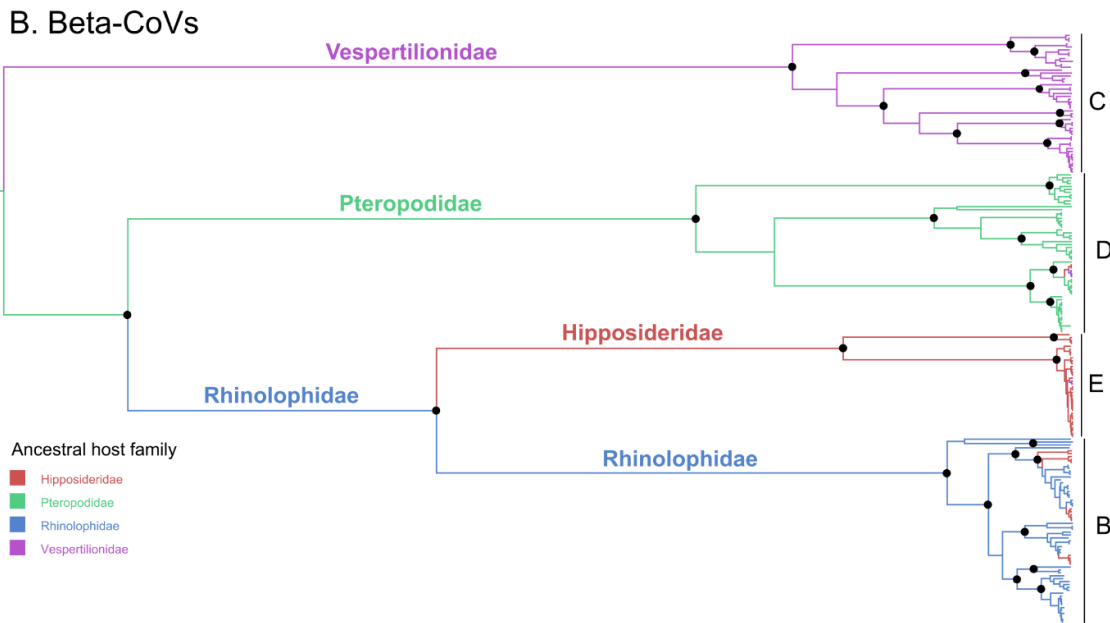 B. Beta-CoVs
Vespertilionidae
C
Pteropodidae
D
Hipposideridae
E
Rhinolophidae
Rhinolophidae
B
Ancestral host family
Hipposideridae
Pteropodidae
Rhinolophidae
Vespertilionidae